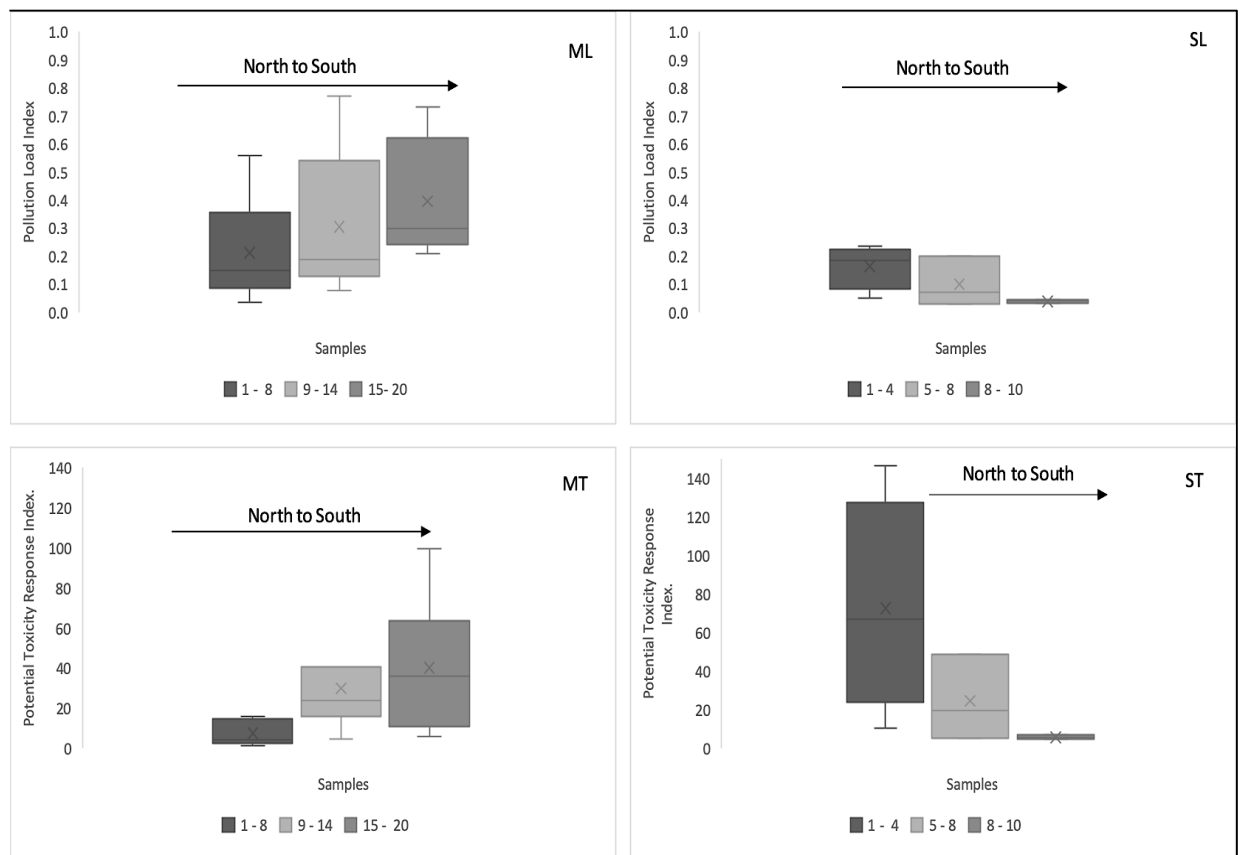 ML
North to South
Pollution Load Index
1.0
0.9
0.8
0.7
0.6
0.5
0.4
0.3
0.2
0.1
0.0
Samples
1 - 8 9 - 14 15- 20
SL
North to South
Pollution Load Index
1.0
0.9
0.8
0.7
0.6
0.5
0.4
0.3
0.2
0.1
0.0
Samples
1 - 4 5 - 8 8 - 10
MT
North to South
Potential Toxicity Response Index.
140
120
100
80
60
40
20
0
Samples
1 - 8 9 - 14 15 - 20
ST
North to South
Potential Toxicity Response
Index.
140
120
100
80
60
40
20
0
Samples
1 - 4 5 - 8 8 - 10